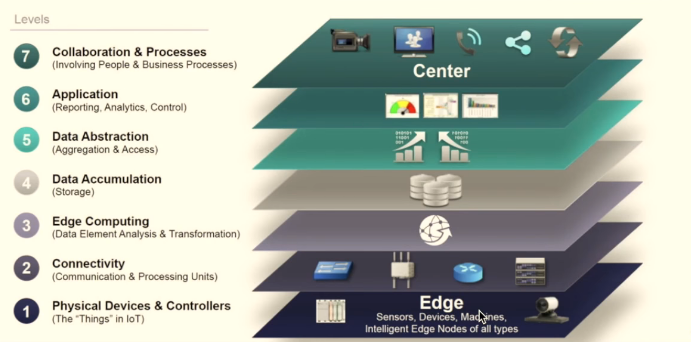 Levels
7
Collaboration & Processes
(Involving People & Business Processes)
6
Application
(Reporting, Analytics, Control)
5
Data Abstraction
(Aggregation & Access)
4
Data Accumulation
(Storage)
3
Edge Computing
(Data Element Analysis & Transformation)
2
Connectivity
(Communication & Processing Units)
1
Physical Devices & Controllers
(The “Things” in IoT)
Center
Edge
Sensors, Devices, Machines,
Intelligent Edge Nodes of all types